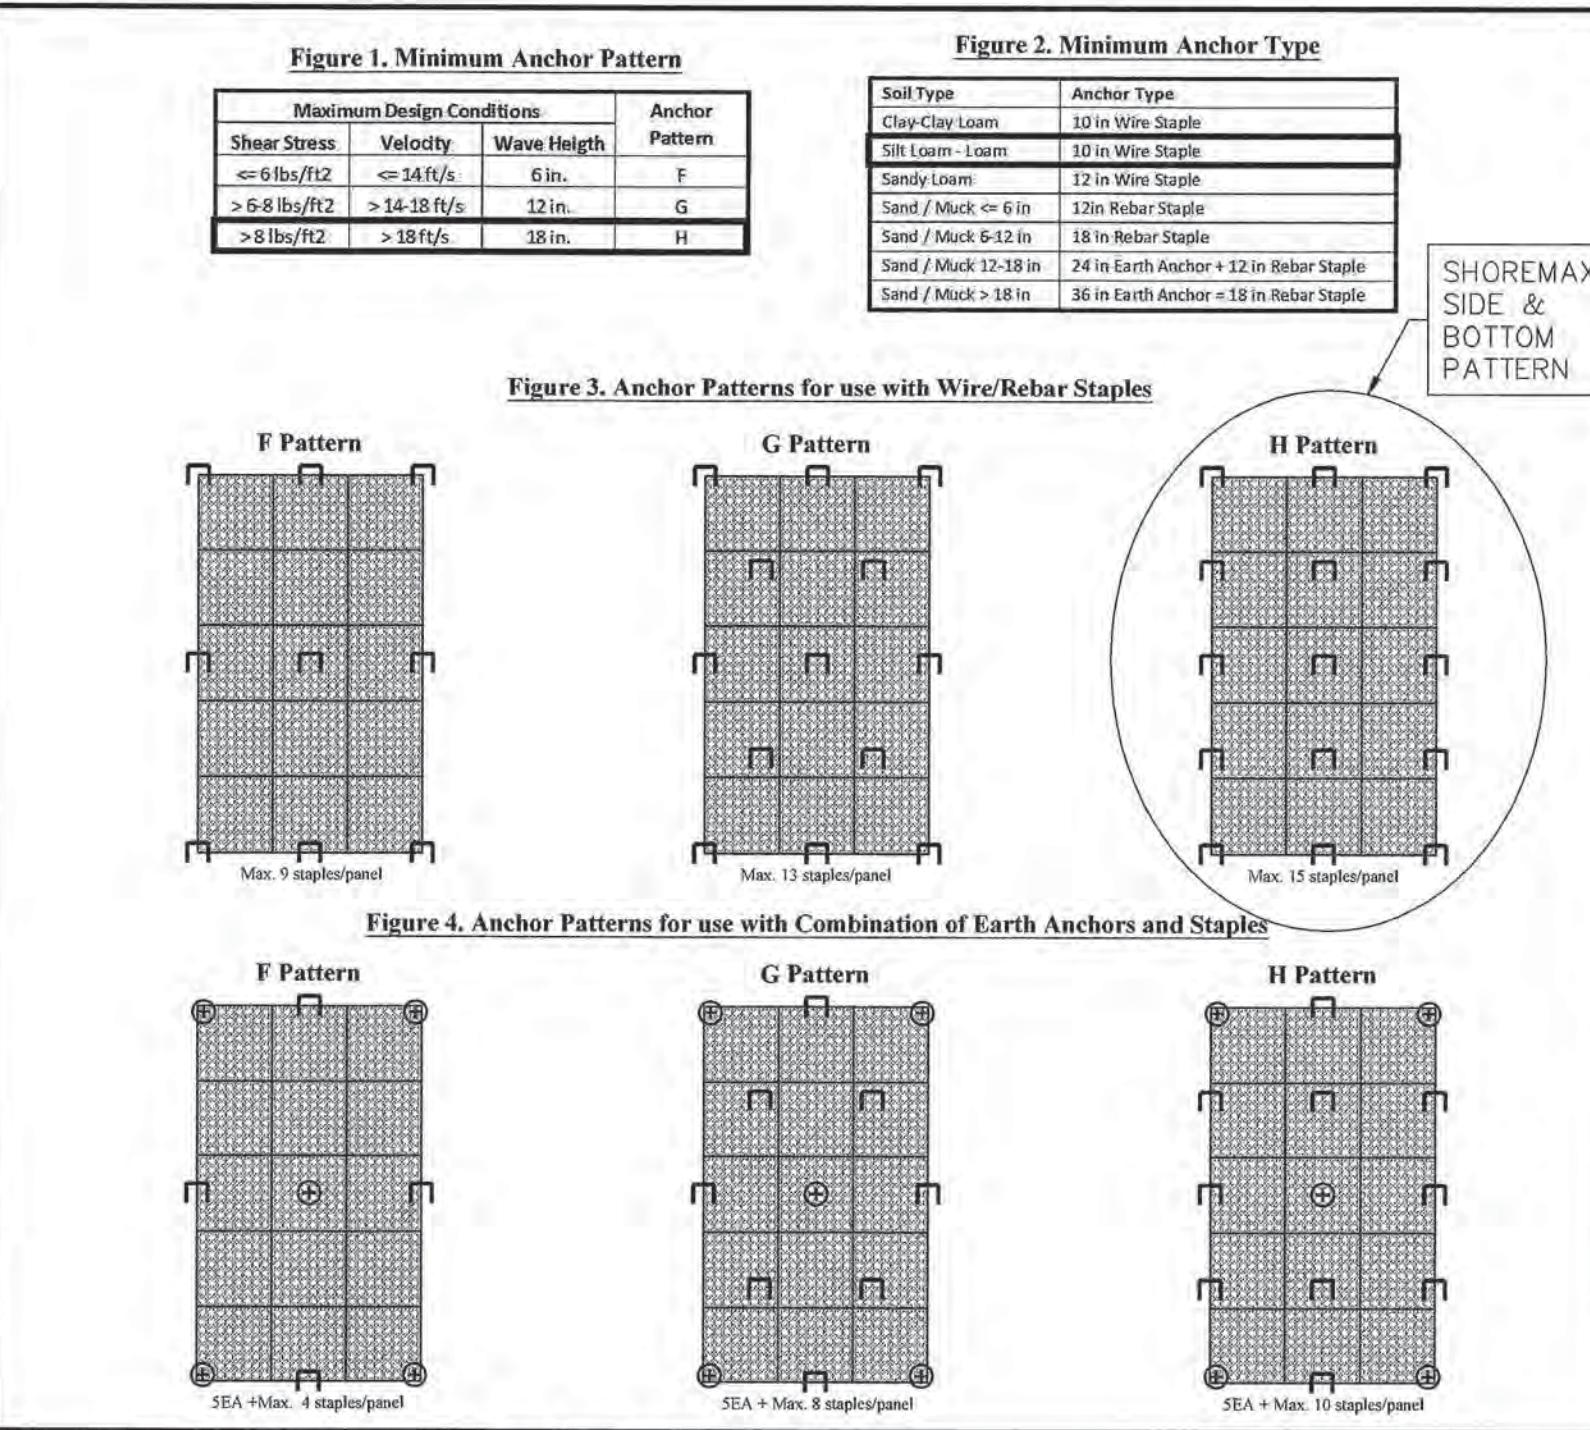 Figure 1. Minimum Anchor Pattern
Maximum Design Conditions Anchor Pattern
Shear Stress Velocity Wave Heigth
<= 6 lbs/ft2 <= 14 ft/s 6 in. F
> 6-8 lbs/ft2 > 14-18 ft/s 12 in. G
> 8 lbs/ft2 > 18 ft/s 18 in. H
Figure 2. Minimum Anchor Type
Soil Type Anchor Type
Clay-Clay Loam 10 in Wire Staple
Silt Loam - Loam 10 in Wire Staple
Sandy Loam 12 in Wire Staple
Sand / Muck <= 6 in 12in Rebar Staple
Sand / Muck 6-12 in 18 in Rebar Staple
Sand / Muck 12-18 in 24 in Earth Anchor + 12 in Rebar Staple
Sand / Muck > 18 in 36 in Earth Anchor = 18 in Rebar Staple
SHOREMAX
SIDE &
BOTTOM
PATTERN
Figure 3. Anchor Patterns for use with Wire/Rebar Staples
F Pattern
G Pattern
H Pattern
Max. 9 staples/panel
Max. 13 staples/panel
Max. 15 staples/panel
Figure 4. Anchor Patterns for use with Combination of Earth Anchors and Staples
F Pattern
G Pattern
H Pattern
5EA +Max. 4 staples/panel
5EA + Max. 8 staples/panel
5EA + Max. 10 staples/panel